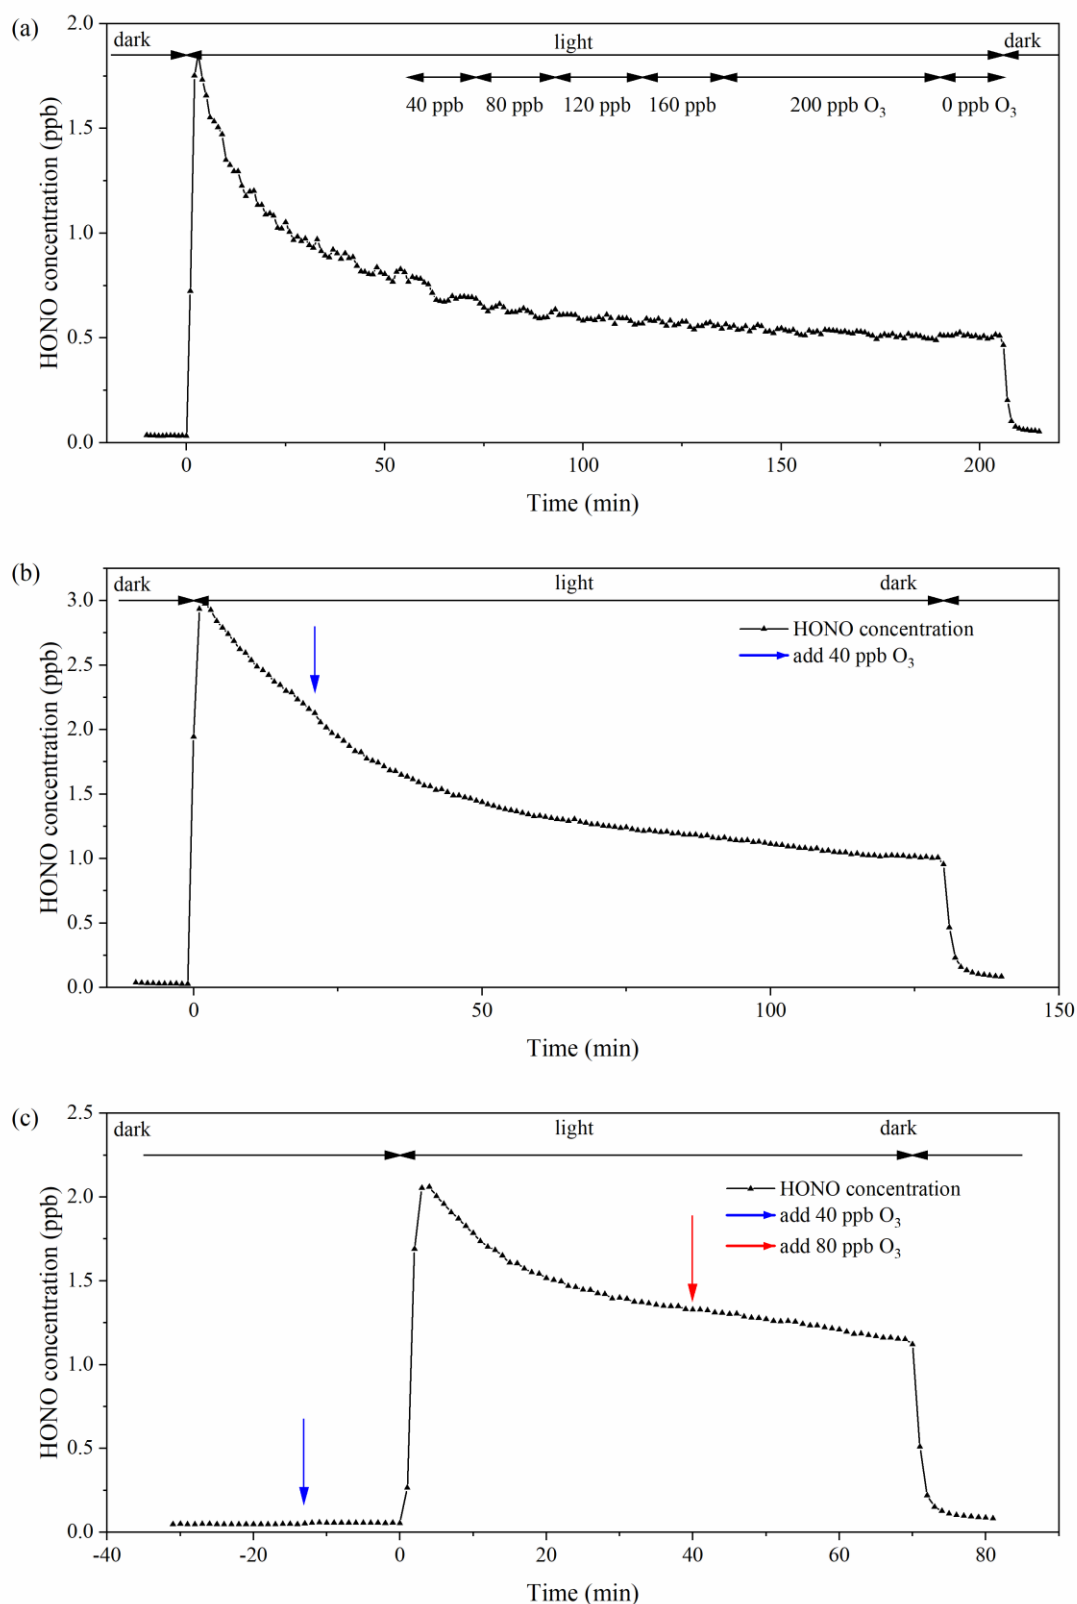 (a)
dark
light
dark
40 ppb
80 ppb
120 ppb
160 ppb
200 ppb O₃
0 ppb O₃
HONO concentration (ppb)
2.0
1.5
1.0
0.5
0.0
0
50
100
150
200
Time (min)
(b)
dark
light
dark
HONO concentration
add 40 ppb O₃
HONO concentration (ppb)
3.0
2.5
2.0
1.5
1.0
0.5
0.0
0
50
100
150
Time (min)
(c)
dark
light
dark
HONO concentration
add 40 ppb O₃
add 80 ppb O₃
HONO concentration (ppb)
2.5
2.0
1.5
1.0
0.5
0.0
-40
-20
0
20
40
60
80
Time (min)